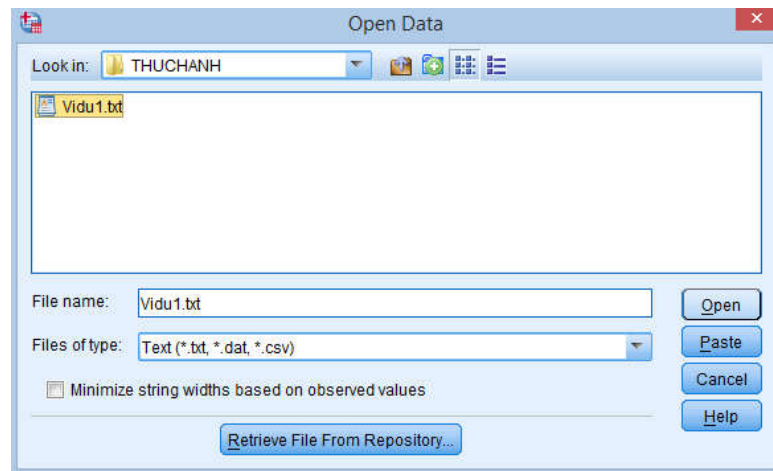 Open Data
Look in: THUCHANH
Vidu1.txt
File name: Vidu1.txt
Open
Files of type: Text (*.txt, *.dat, *.csv)
Paste
Minimize string widths based on observed values
Cancel
Help
Retrieve File From Repository...